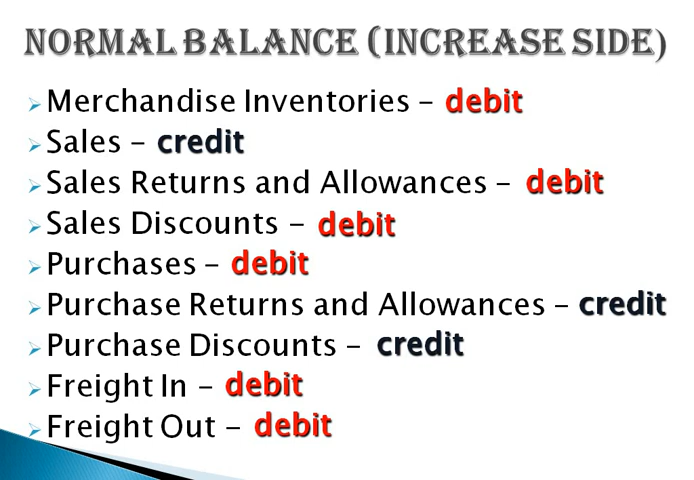 NORMAL BALANCE (INCREASE SIDE)
Merchandise Inventories – debit
Sales – credit
Sales Returns and Allowances – debit
Sales Discounts – debit
Purchases – debit
Purchase Returns and Allowances – credit
Purchase Discounts – credit
Freight In – debit
Freight Out – debit